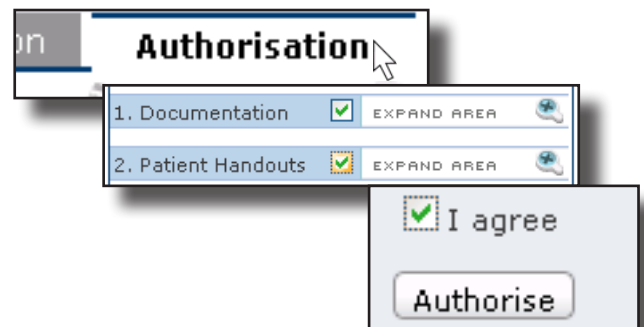 on
Authorisation
1. Documentation EXPAND AREA
2. Patient Handouts EXPAND AREA
I agree
Authorise